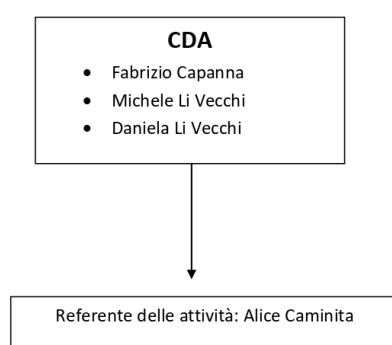 CDA
• Fabrizio Capanna
• Michele Li Vecchi
• Daniela Li Vecchi
Referente delle attività: Alice Caminita